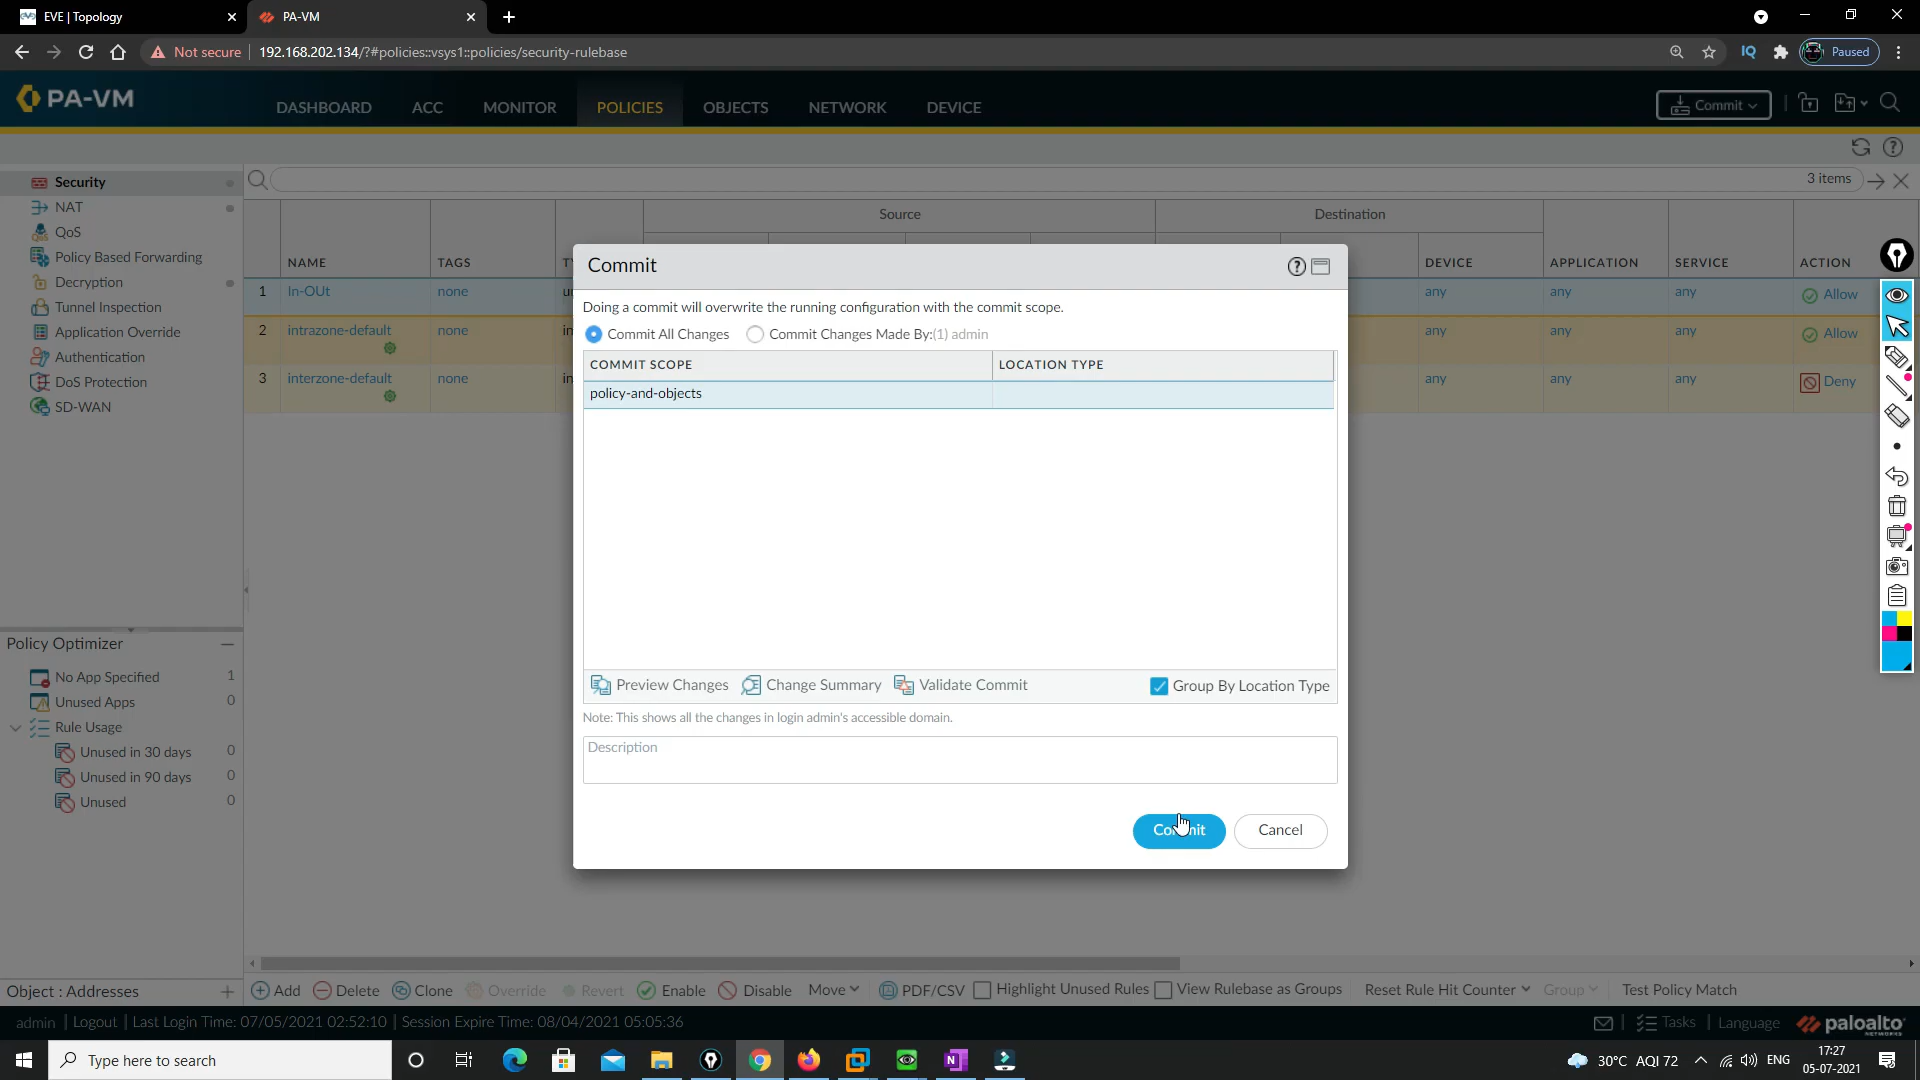 EVE | Topology
PA-VM
Not secure
192.168.202.134/?#policies::vsys1::policies/security-rulebase
IQ
Paused
PA-VM
DASHBOARD
ACC
MONITOR
POLICIES
OBJECTS
NETWORK
DEVICE
Commit
Security
NAT
QoS
Policy Based Forwarding
Decryption
Tunnel Inspection
Application Override
Authentication
DoS Protection
SD-WAN
3 items
Source
Destination
NAME
TAGS
DEVICE
APPLICATION
SERVICE
ACTION
1 In-OUt none any any any Allow
2 intrazone-default none any any any Allow
3 interzone-default none any any any Deny
Commit
Doing a commit will overwrite the running configuration with the commit scope.
Commit All Changes
Commit Changes Made By:(1) admin
COMMIT SCOPE
LOCATION TYPE
policy-and-objects
Preview Changes
Change Summary
Validate Commit
Group By Location Type
Note: This shows all the changes in login admin's accessible domain.
Description
Cancel
Policy Optimizer
No App Specified 1
Unused Apps 0
Rule Usage
Unused in 30 days 0
Unused in 90 days 0
Unused 0
Object : Addresses
Add
Delete
Clone
Override
Revert
Enable
Disable
Move
PDF/CSV
Highlight Unused Rules
View Rulebase as Groups
Reset Rule Hit Counter
Group
Test Policy Match
admin | Logout | Last Login Time: 07/05/2021 02:52:10 | Session Expire Time: 08/04/2021 05:05:36
Tasks
Language
paloalto
NETWORKS
Type here to search
30°C AQI 72
ENG
17:27
05-07-2021